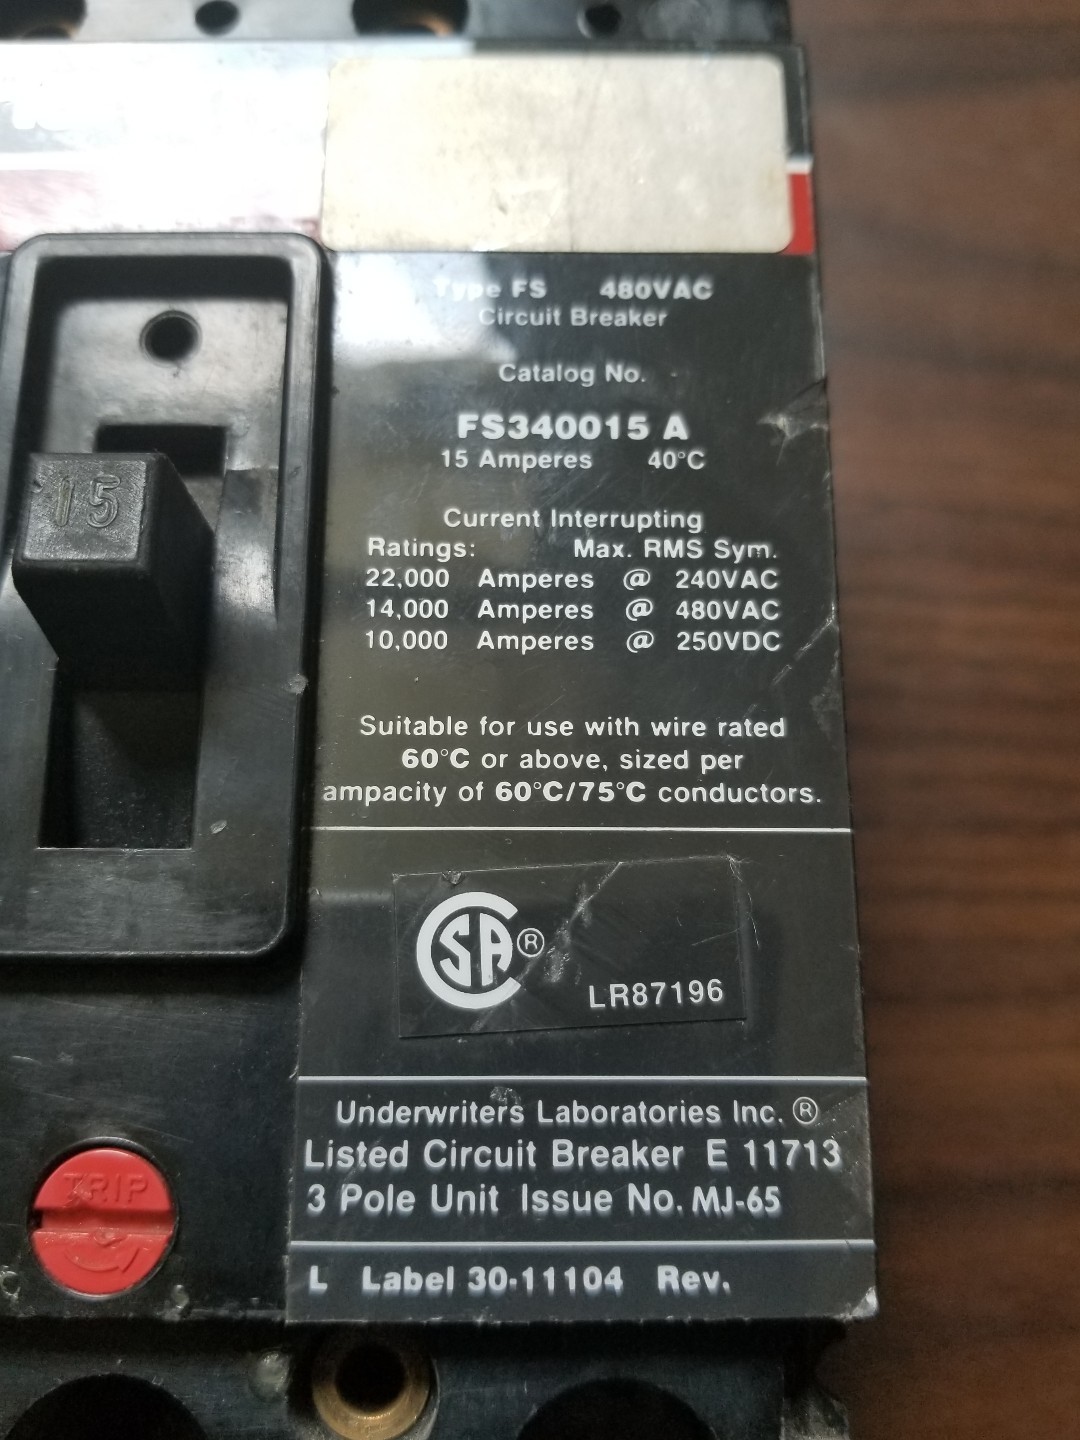 Type FS 480VAC
Circuit Breaker
Catalog No.
FS340015 A
15 Amperes 40°C
15
Current Interrupting
Ratings: Max. RMS Sym.
22,000 Amperes @ 240VAC
14,000 Amperes @ 480VAC
10,000 Amperes @ 250VDC
Suitable for use with wire rated
60°C or above, sized per
ampacity of 60°C/75°C conductors.
CSA®
LR87196
Underwriters Laboratories Inc. ®
Listed Circuit Breaker E 11713
3 Pole Unit Issue No. MJ-65
TRIP
L Label 30-11104 Rev.